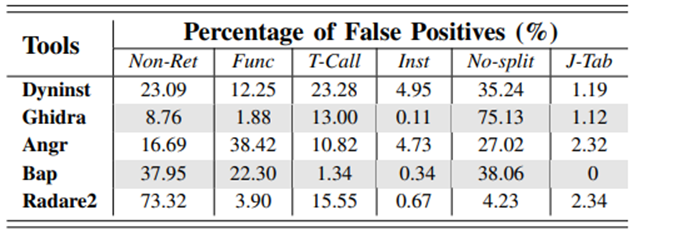 Tools Percentage of False Positives (%)
Non-Ret Func T-Call Inst No-split J-Tab
Dyninst 23.09 12.25 23.28 4.95 35.24 1.19
Ghidra 8.76 1.88 13.00 0.11 75.13 1.12
Angr 16.69 38.42 10.82 4.73 27.02 2.32
Bap 37.95 22.30 1.34 0.34 38.06 0
Radare2 73.32 3.90 15.55 0.67 4.23 2.34